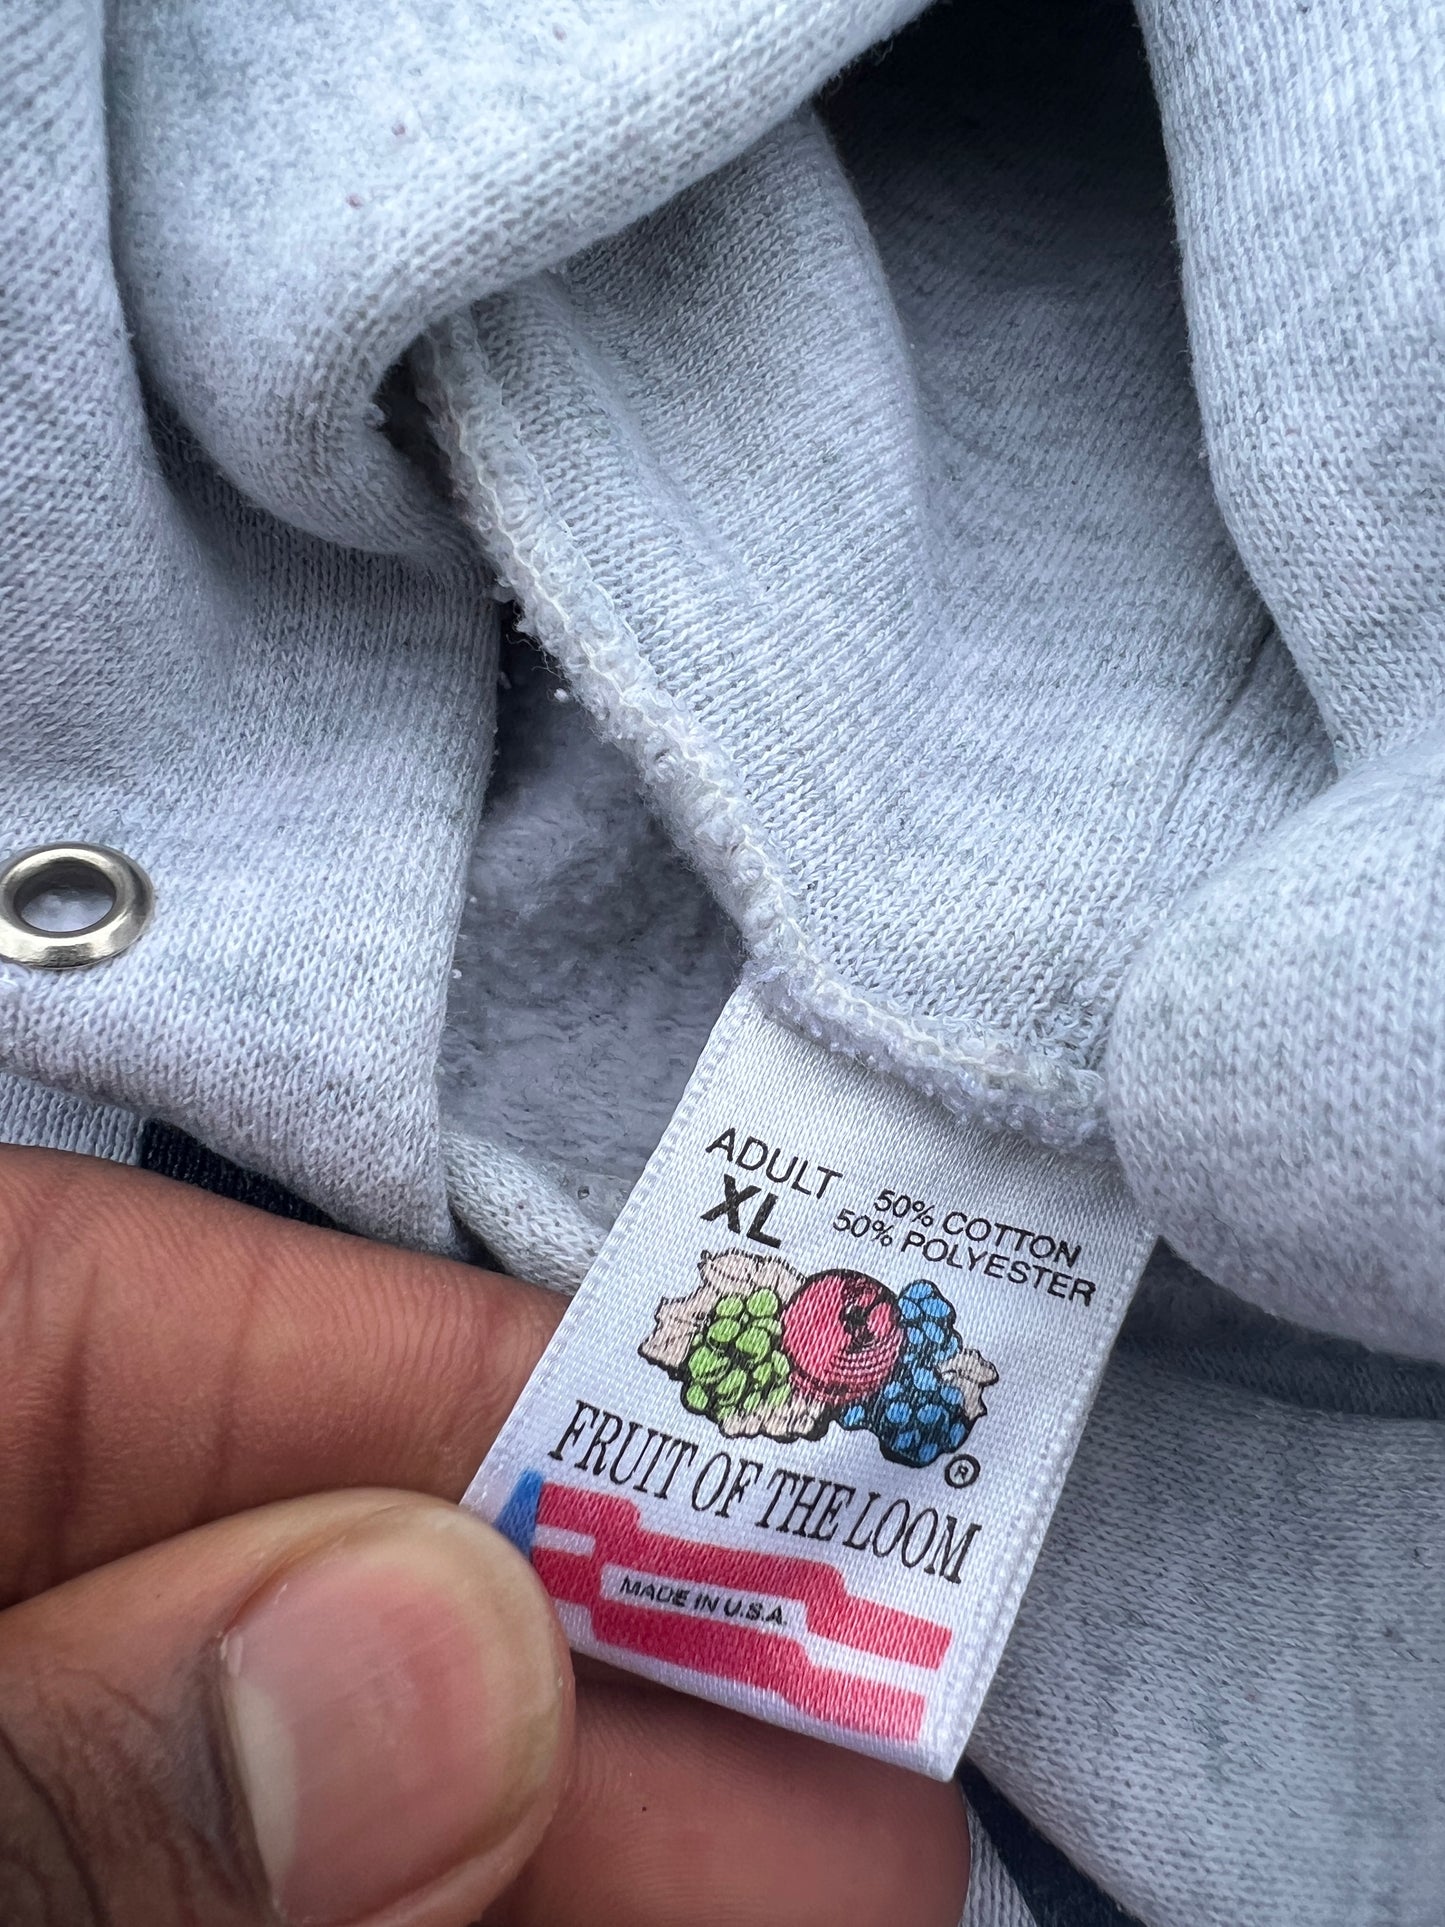 ADULT
XL
50% COTTON
50% POLYESTER
FRUIT OF THE LOOM
®
MADE IN U.S.A.